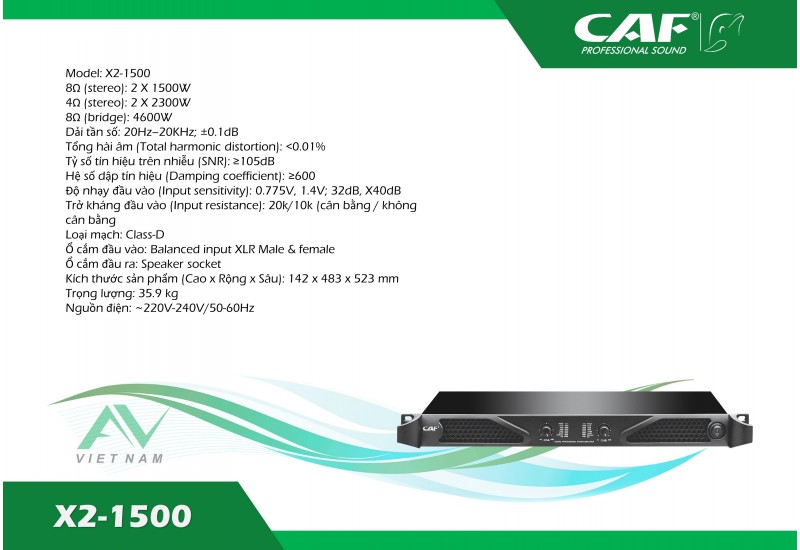 CAF®
PROFESSIONAL SOUND
Model: X2-1500
8Ω (stereo): 2 X 1500W
4Ω (stereo): 2 X 2300W
8Ω (bridge): 4600W
Dải tần số: 20Hz–20KHz; ±0.1dB
Tổng hài âm (Total harmonic distortion): <0.01%
Tỷ số tín hiệu trên nhiễu (SNR): ≥105dB
Hệ số dập tín hiệu (Damping coefficient): ≥600
Độ nhạy đầu vào (Input sensitivity): 0.775V, 1.4V; 32dB, X40dB
Trở kháng đầu vào (Input resistance): 20k/10k (cân bằng / không
cân bằng
Loại mạch: Class-D
Ổ cắm đầu vào: Balanced input XLR Male & female
Ổ cắm đầu ra: Speaker socket
Kích thước sản phẩm (Cao x Rộng x Sâu): 142 x 483 x 523 mm
Trọng lượng: 35.9 kg
Nguồn điện: ~220V-240V/50-60Hz
AV
VIET NAM
CAF
X2-1500